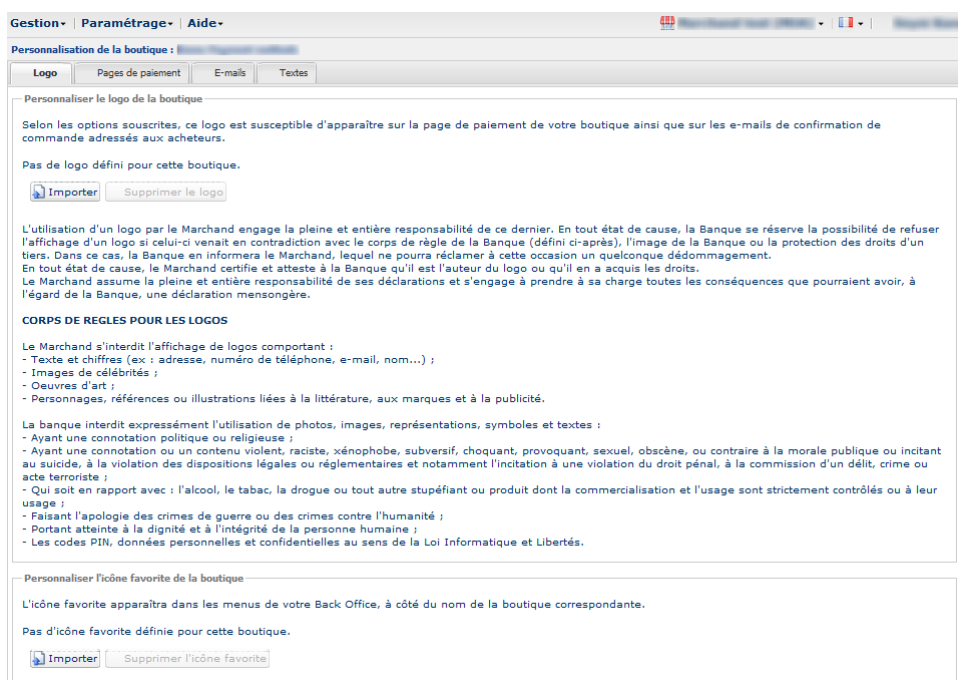 Gestion Paramétrage Aide
Personnalisation de la boutique :
Logo Pages de paiement E-mails Textes
Personnaliser le logo de la boutique
Selon les options souscrites, ce logo est susceptible d'apparaître sur la page de paiement de votre boutique ainsi que sur les e-mails de confirmation de
commande adressés aux acheteurs.
Pas de logo défini pour cette boutique.
Importer Supprimer le logo
L'utilisation d'un logo par le Marchand engage la pleine et entière responsabilité de ce dernier. En tout état de cause, la Banque se réserve la possibilité de refuser
l'affichage d'un logo si celui-ci venait en contradiction avec le corps de règle de la Banque (défini ci-après), l'image de la Banque ou la protection des droits d'un
tiers. Dans ce cas, la Banque en informera le Marchand, lequel ne pourra réclamer à cette occasion un quelconque dédommagement.
En tout état de cause, le Marchand certifie et atteste à la Banque qu'il est l'auteur du logo ou qu'il en a acquis les droits.
Le Marchand assume la pleine et entière responsabilité de ses déclarations et s'engage à prendre à sa charge toutes les conséquences que pourraient avoir, à
l'égard de la Banque, une déclaration mensongère.
CORPS DE REGLES POUR LES LOGOS
Le Marchand s'interdit l'affichage de logos comportant :
- Texte et chiffres (ex : adresse, numéro de téléphone, e-mail, nom...) ;
- Images de célébrités ;
- Oeuvres d'art ;
- Personnages, références ou illustrations liées à la littérature, aux marques et à la publicité.
La banque interdit expressément l'utilisation de photos, images, représentations, symboles et textes :
- Ayant une connotation politique ou religieuse ;
- Ayant une connotation ou un contenu violent, raciste, xénophobe, subversif, choquant, provoquant, sexuel, obscène, ou contraire à la morale publique ou incitant
au suicide, à la violation des dispositions légales ou réglementaires et notamment l'incitation à une violation du droit pénal, à la commission d'un délit, crime ou
acte terroriste ;
- Qui soit en rapport avec : l'alcool, le tabac, la drogue ou tout autre stupéfiant ou produit dont la commercialisation et l'usage sont strictement contrôlés ou à leur
usage ;
- Faisant l'apologie des crimes de guerre ou des crimes contre l'humanité ;
- Portant atteinte à la dignité et à l'intégrité de la personne humaine ;
- Les codes PIN, données personnelles et confidentielles au sens de la Loi Informatique et Libertés.
Personnaliser l'icône favorite de la boutique
L'icône favorite apparaîtra dans les menus de votre Back Office, à côté du nom de la boutique correspondante.
Pas d'icône favorite définie pour cette boutique.
Importer Supprimer l'icône favorite